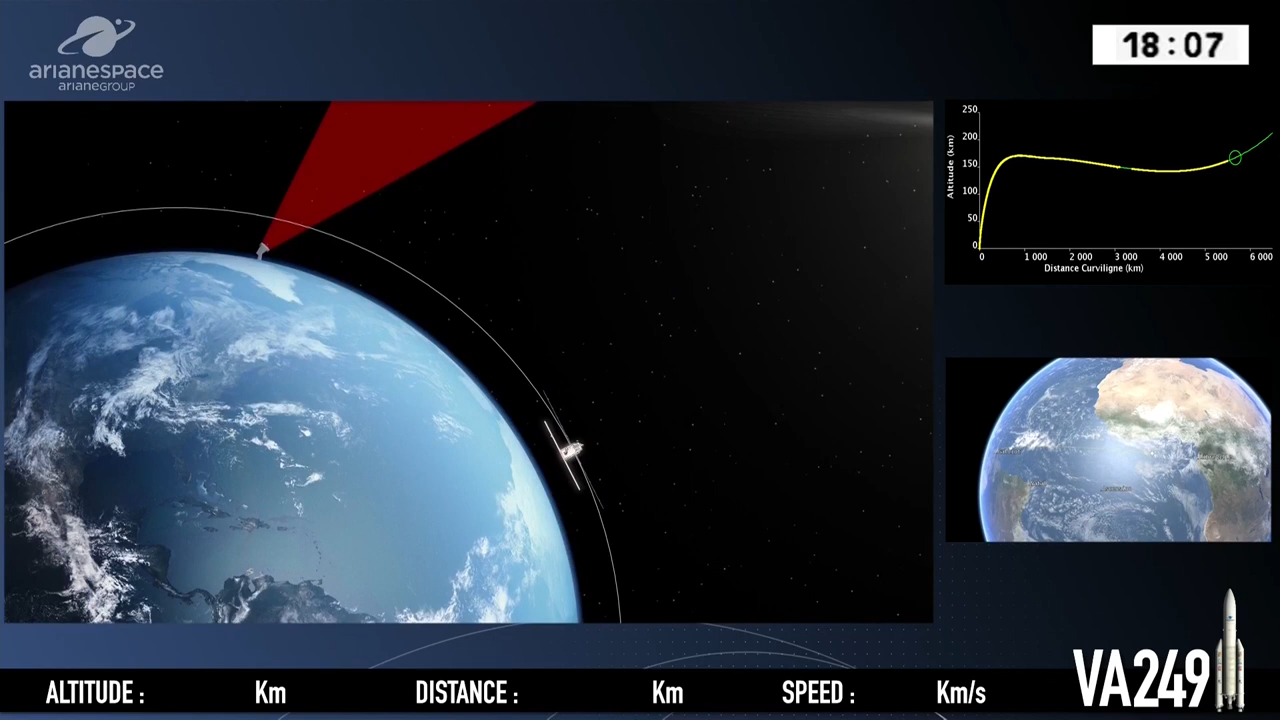 arianespace
arianeGROUP
18:07
250
200
150
100
50
0
Altitude (km)
0 1 000 2 000 3 000 4 000 5 000 6 000
Distance Curviligne (km)
ALTITUDE : Km DISTANCE : Km SPEED : Km/s
VA249